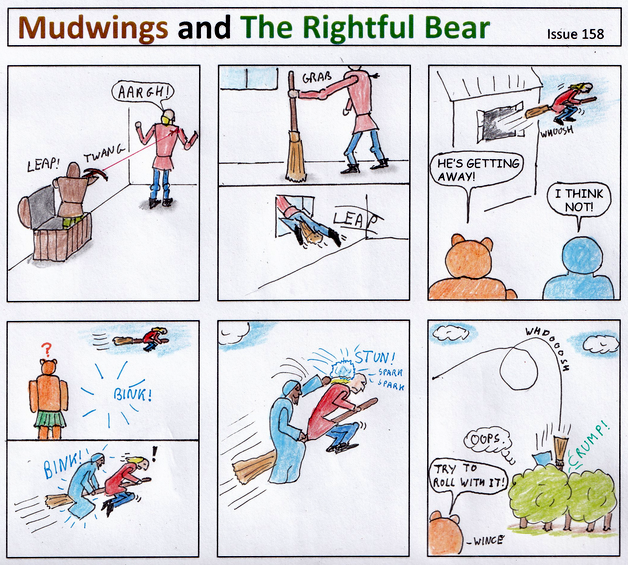 Mudwings and The Rightful Bear
Issue 158
AARGH!
LEAP!
TWANG
GRAB
LEAP
WHOOSH
HE'S GETTING
AWAY!
I THINK
NOT!
?
BINK!
BINK!
!
STUN!
SPARK
SPARK
WHOOOOSH
OOPS.
CRUMP!
TRY TO
ROLL WITH IT!
-WINCE